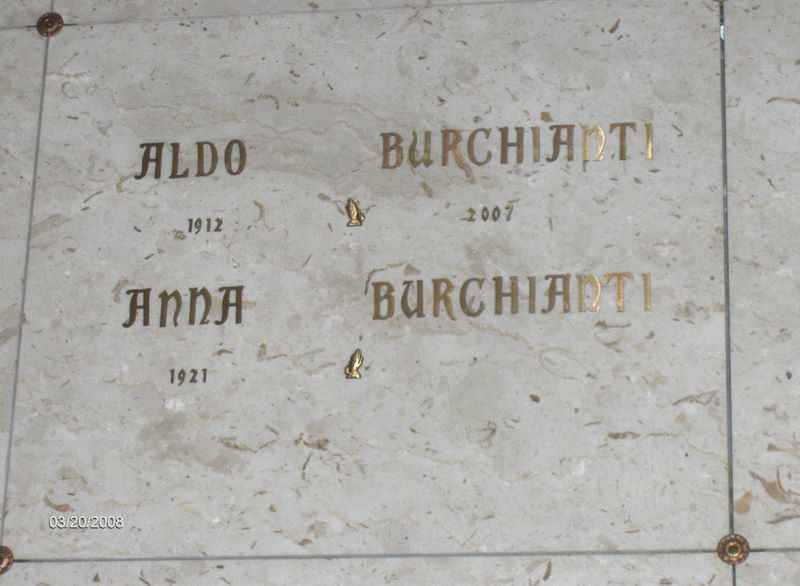 ALDO BURCHIANTI
1912 2007
ANNA BURCHIANTI
1921
03/20/2008